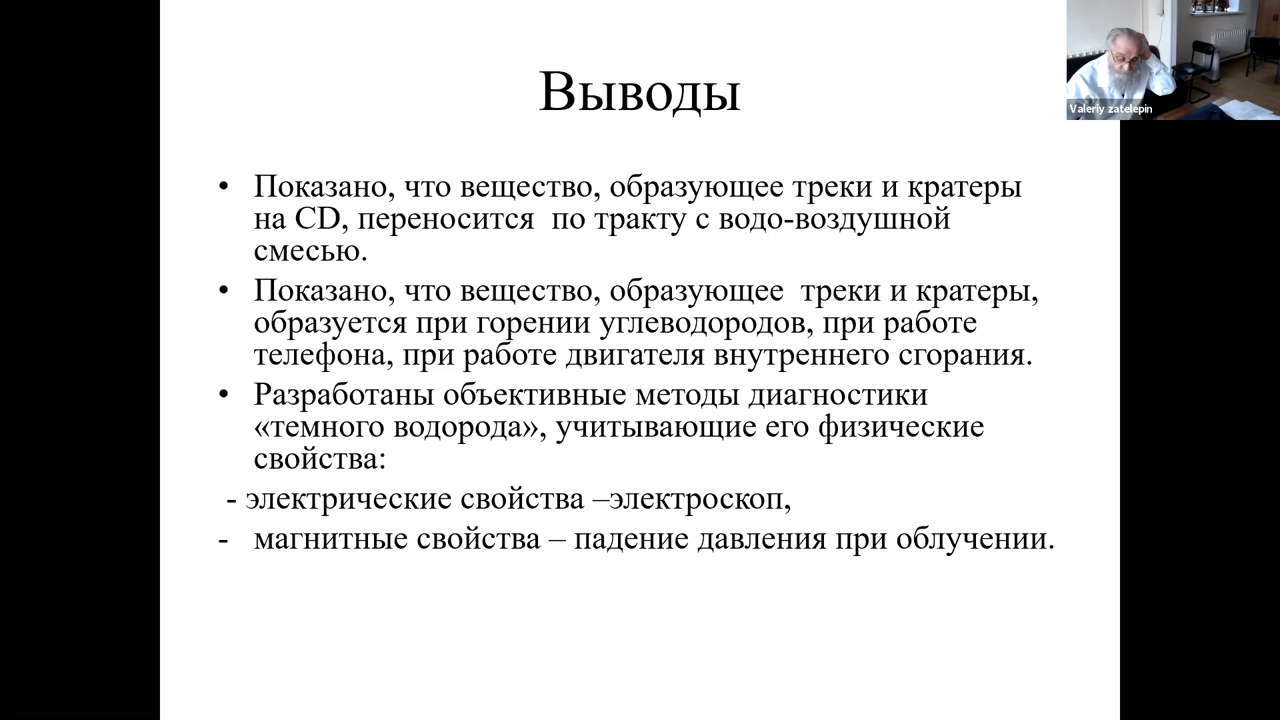 Выводы
Valeriy zatelepin
• Показано, что вещество, образующее треки и кратеры
на CD, переносится по тракту с водо-воздушной
смесью.
• Показано, что вещество, образующее треки и кратеры,
образуется при горении углеводородов, при работе
телефона, при работе двигателя внутреннего сгорания.
• Разработаны объективные методы диагностики
«темного водорода», учитывающие его физические
свойства:
- электрические свойства –электроскоп,
- магнитные свойства – падение давления при облучении.